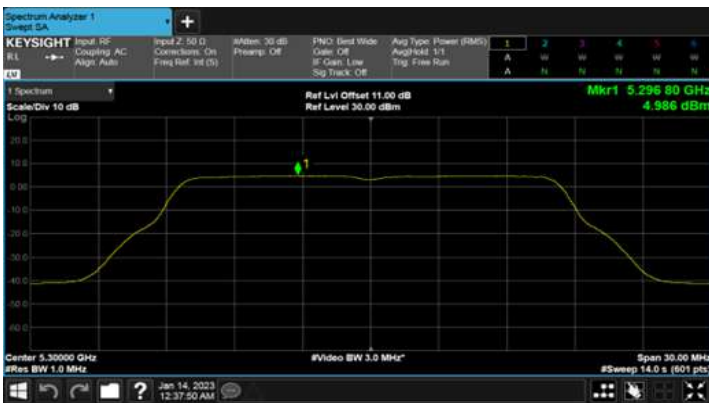 Spectrum Analyzer 1
Swept SA
+
KEYSIGHT
Input: RF
Coupling: AC
Align: Auto
Input Z: 50 Ω
Corrections: On
Freq Ref: Int (S)
#Atten: 30 dB
Preamp: Off
PNO: Best Wide
Gate: Off
IF Gain: Low
Sig Track: Off
Avg Type: Power (RMS)
Avg|Hold: 1/1
Trig: Free Run
1 2 3 4 5 6
A W W W W W
A N N N N N
1 Spectrum
Scale/Div 10 dB
Log
Ref Lvl Offset 11.00 dB
Ref Level 30.00 dBm
Mkr1 5.296 80 GHz
4.986 dBm
20.0
10.0
1
0.00
-10.0
-20.0
-30.0
-40.0
-50.0
-60.0
Center 5.30000 GHz
#Res BW 1.0 MHz
#Video BW 3.0 MHz*
Span 30.00 MHz
#Sweep 14.0 s (601 pts)
?
Jan 14, 2023
12:37:50 AM